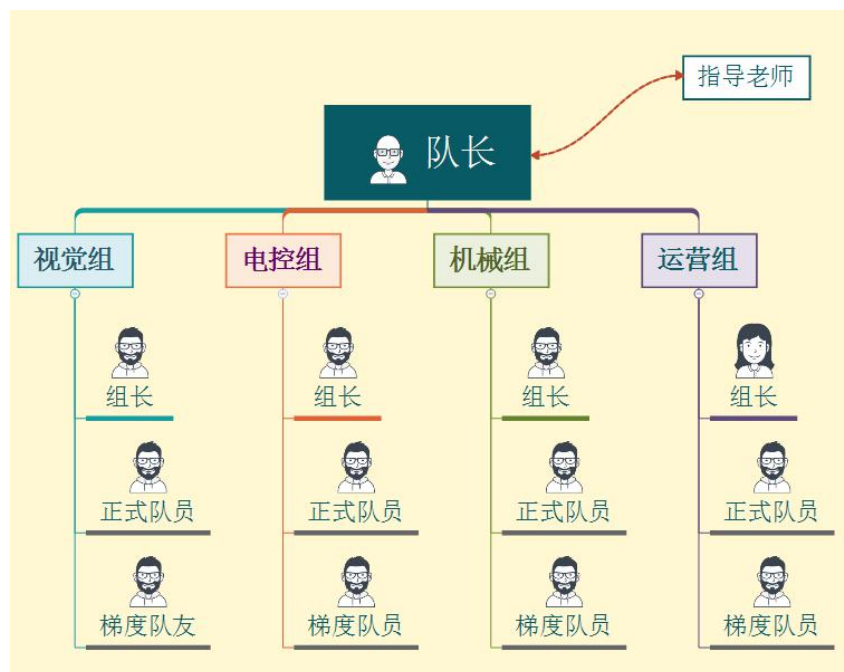 指导老师
队长
视觉组
电控组
机械组
运营组
组长
组长
组长
组长
正式队员
正式队员
正式队员
正式队员
梯度队友
梯度队员
梯度队员
梯度队员